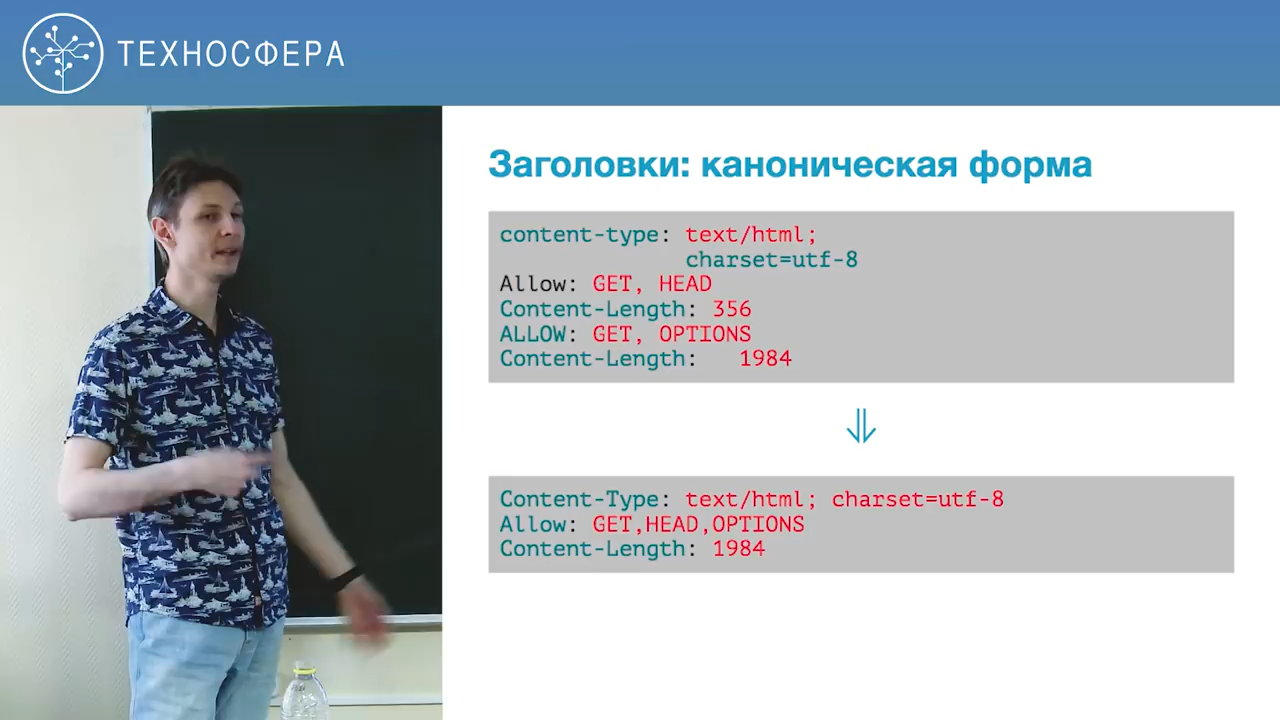 ТЕХНОСФЕРА
Заголовки: каноническая форма
content-type: text/html;
charset=utf-8
Allow: GET, HEAD
Content-Length: 356
ALLOW: GET, OPTIONS
Content-Length:   1984
⇓
Content-Type: text/html; charset=utf-8
Allow: GET,HEAD,OPTIONS
Content-Length: 1984